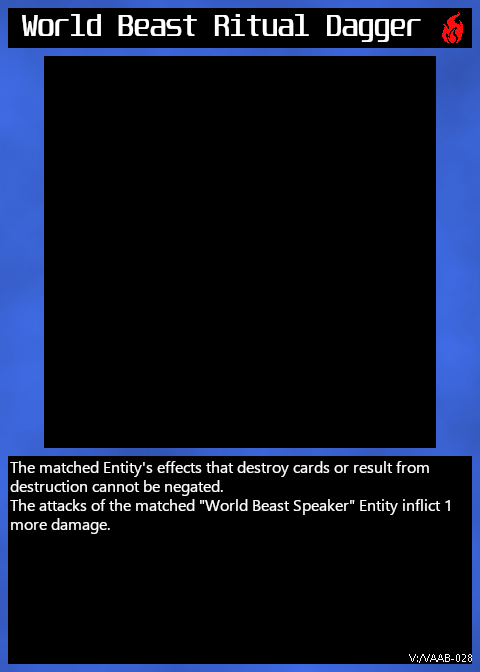 World Beast Ritual Dagger
The matched Entity's effects that destroy cards or result from
destruction cannot be negated.
The attacks of the matched "World Beast Speaker" Entity inflict 1
more damage.
V:/VAAB-028